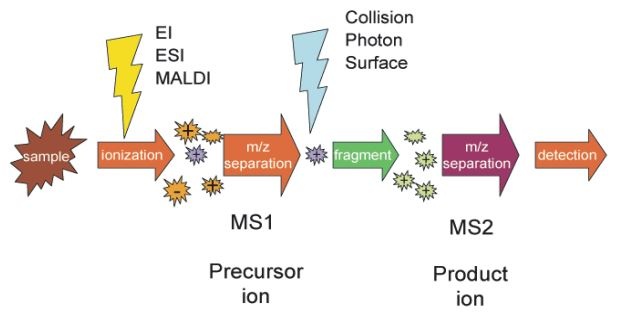 EI
ESI
MALDI
Collision
Photon
Surface
sample
ionization
+
+
-
+
m/z
separation
+
fragment
+
+
+
m/z
separation
detection
MS1
MS2
Precursor
ion
Product
ion